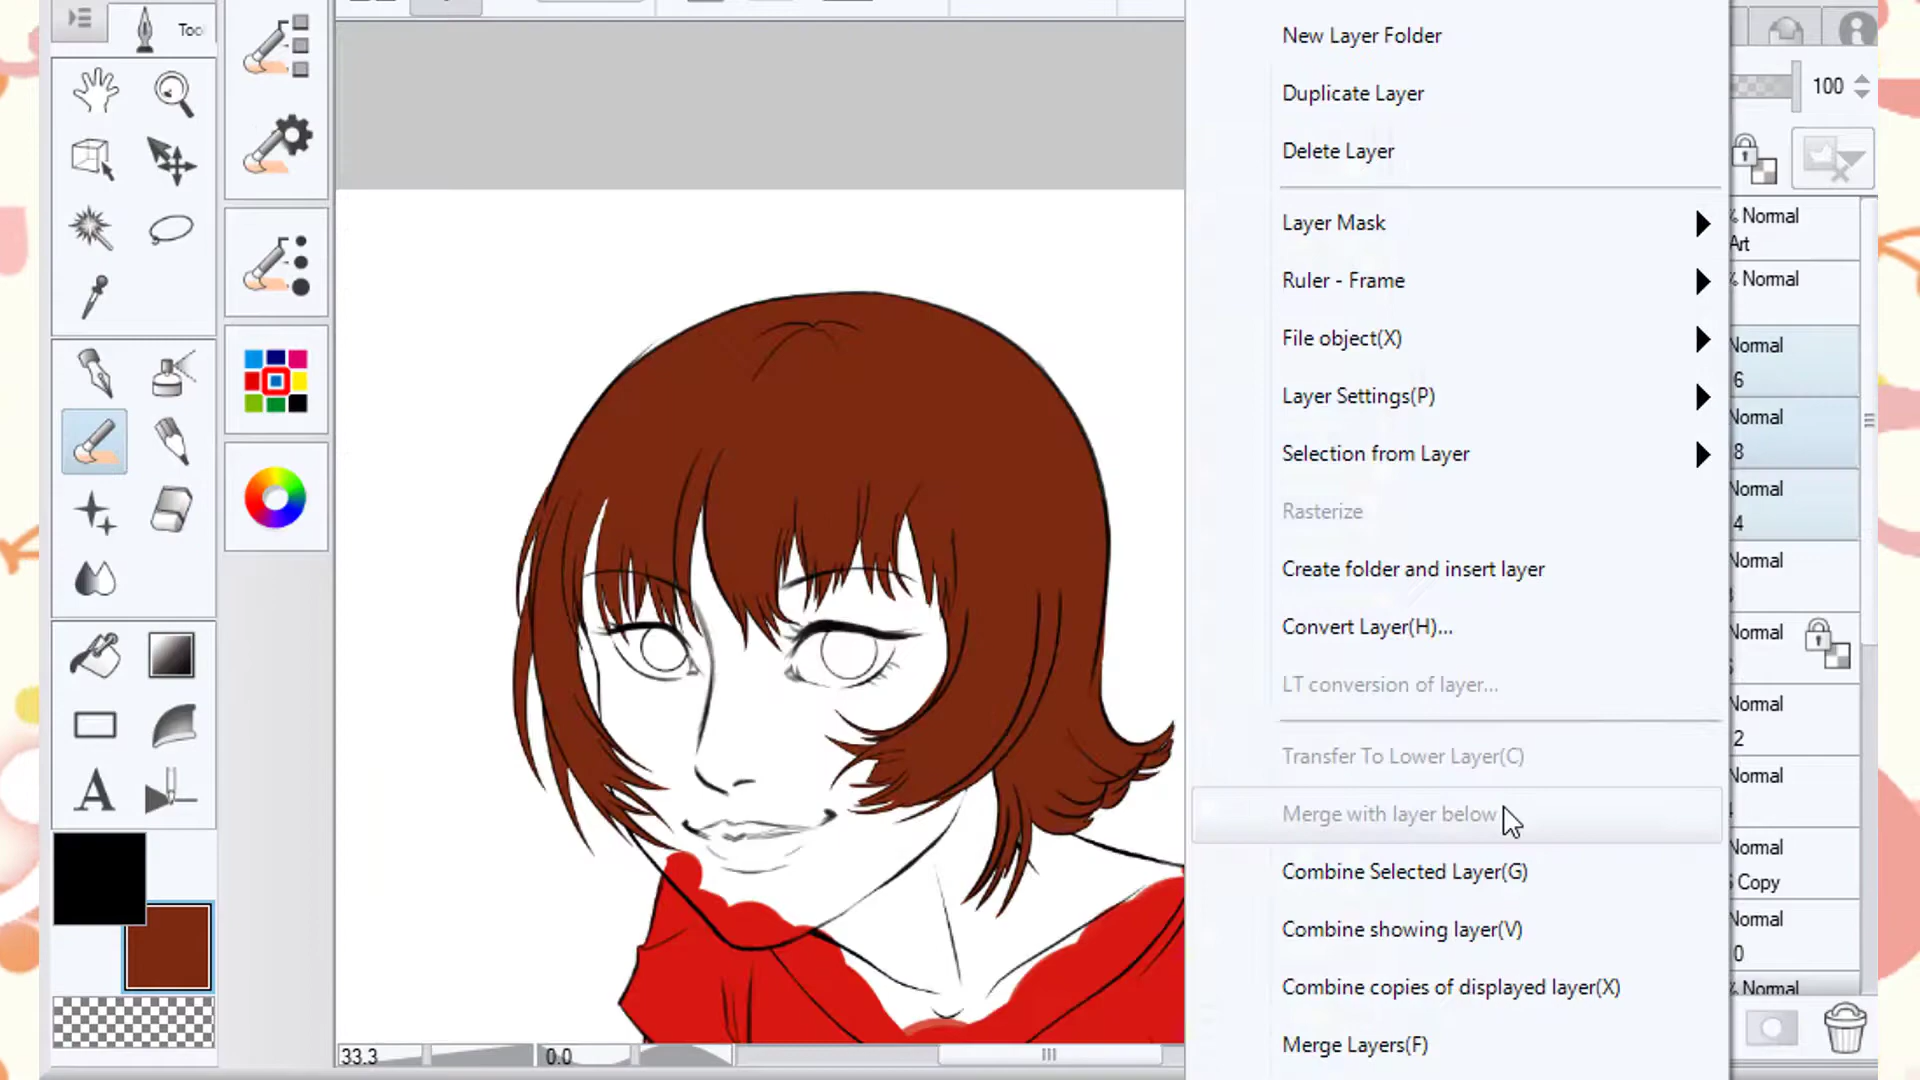 Tool
New Layer Folder
Duplicate Layer
Delete Layer
Layer Mask
Ruler - Frame
File object(X)
Layer Settings(P)
Selection from Layer
Rasterize
Create folder and insert layer
Convert Layer(H)...
LT conversion of layer...
Transfer To Lower Layer(C)
Merge with layer below
Combine Selected Layer(G)
Combine showing layer(V)
Combine copies of displayed layer(X)
Merge Layers(F)
100
% Normal
Art
% Normal
Normal
6
Normal
8
Normal
4
Normal
Normal
Normal
2
Normal
Normal
Copy
Normal
0
% Normal
33.3
0.0